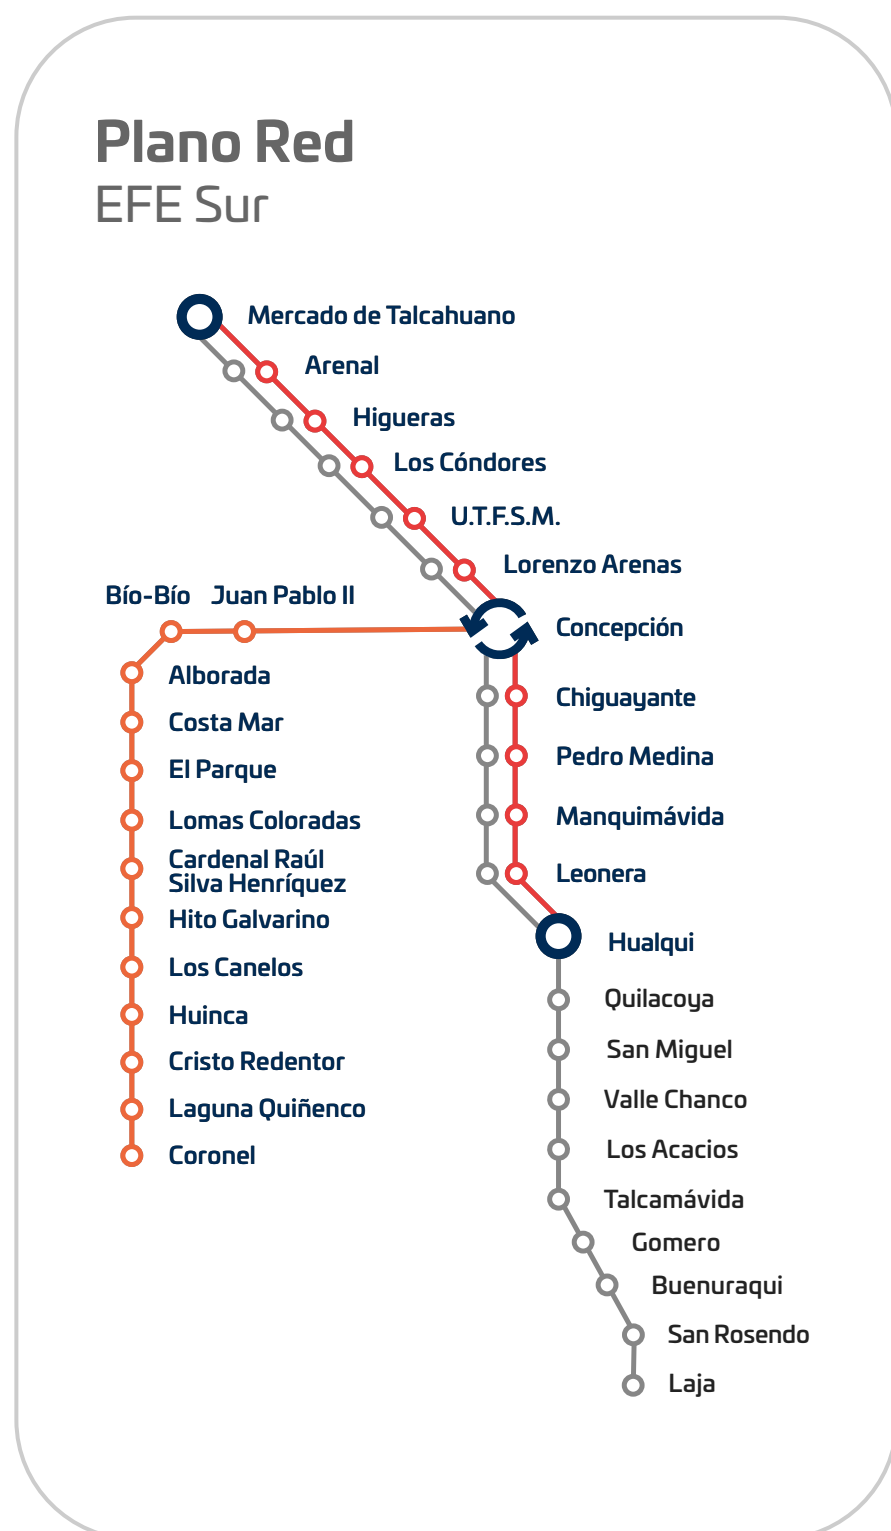 Plano Red
EFE Sur
Mercado de Talcahuano
Arenal
Higueras
Los Cóndores
U.T.F.S.M.
Lorenzo Arenas
Concepción
Chiguayante
Pedro Medina
Manquimávida
Leonera
Hualqui
Quilacoya
San Miguel
Valle Chanco
Los Acacios
Talcamávida
Gomero
Buenuraqui
San Rosendo
Laja
Juan Pablo II
Bío-Bío
Alborada
Costa Mar
El Parque
Lomas Coloradas
Cardenal Raúl
Silva Henríquez
Hito Galvarino
Los Canelos
Huinca
Cristo Redentor
Laguna Quiñenco
Coronel